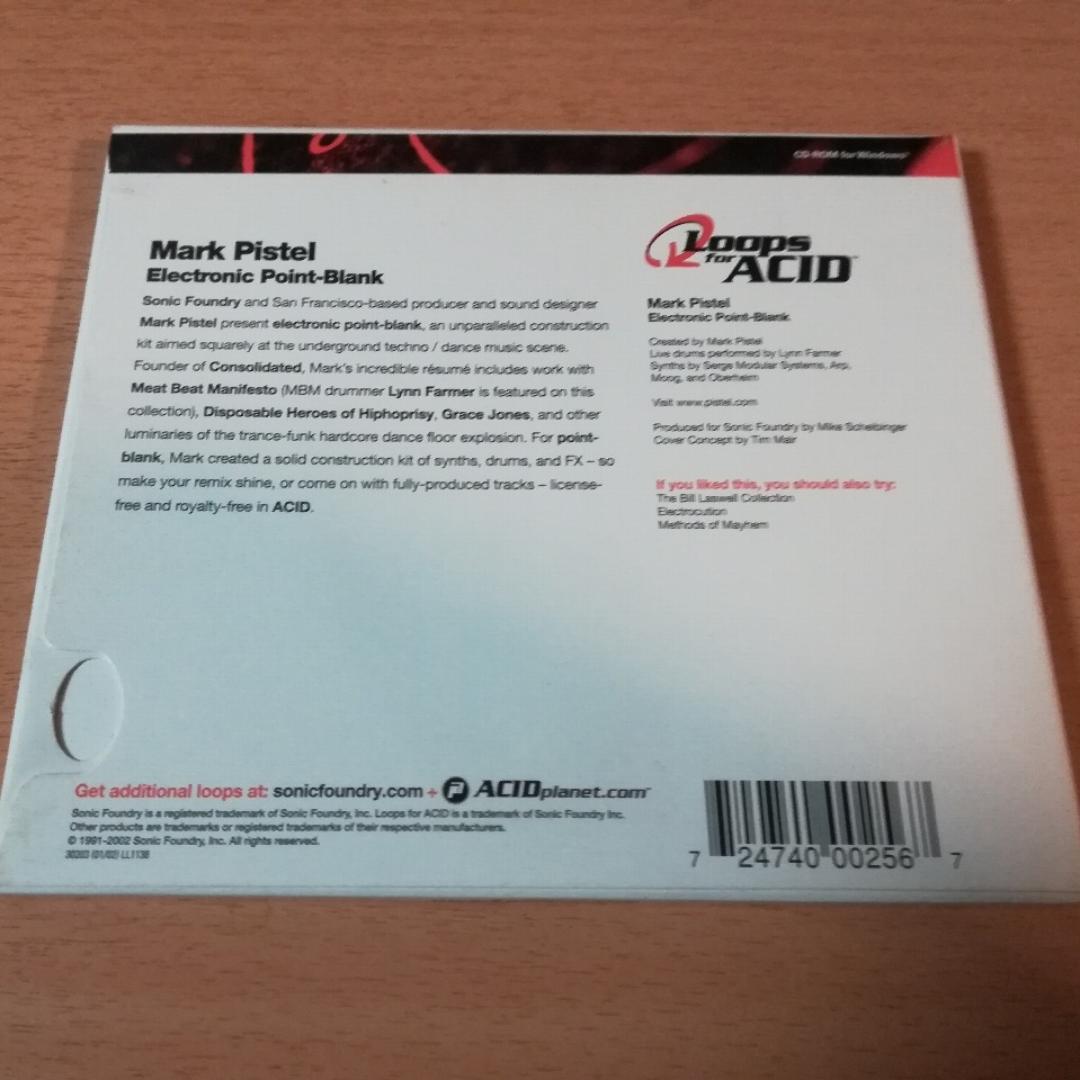 CD-ROM for Windows®
Mark Pistel
Electronic Point-Blank
Sonic Foundry and San Francisco-based producer and sound designer
Mark Pistel present electronic point-blank, an unparalleled construction
kit aimed squarely at the underground techno / dance music scene.
Founder of Consolidated, Mark's incredible résumé includes work with
Meat Beat Manifesto (MBM drummer Lynn Farmer is featured on this
collection), Disposable Heroes of Hiphoprisy, Grace Jones, and other
luminaries of the trance-funk hardcore dance floor explosion. For point-
blank, Mark created a solid construction kit of synths, drums, and FX – so
make your remix shine, or come on with fully-produced tracks – license-
free and royalty-free in ACID.
Loops
for ACID™
Mark Pistel
Electronic Point-Blank
Created by Mark Pistel
Live drums performed by Lynn Farmer
Synths by Serge Modular Systems, Arp,
Moog, and Oberheim
Visit www.pistel.com
Produced for Sonic Foundry by Mike Scheibinger
Cover Concept by Tim Mair
If you liked this, you should also try:
The Bill Laswell Collection
Electrocution
Methods of Mayhem
Get additional loops at: sonicfoundry.com + ACIDplanet.com™
Sonic Foundry is a registered trademark of Sonic Foundry, Inc. Loops for ACID is a trademark of Sonic Foundry Inc.
Other products are trademarks or registered trademarks of their respective manufacturers.
© 1991-2002 Sonic Foundry, Inc. All rights reserved.
30203 (01/02) LL1138
7 24740 00256 7